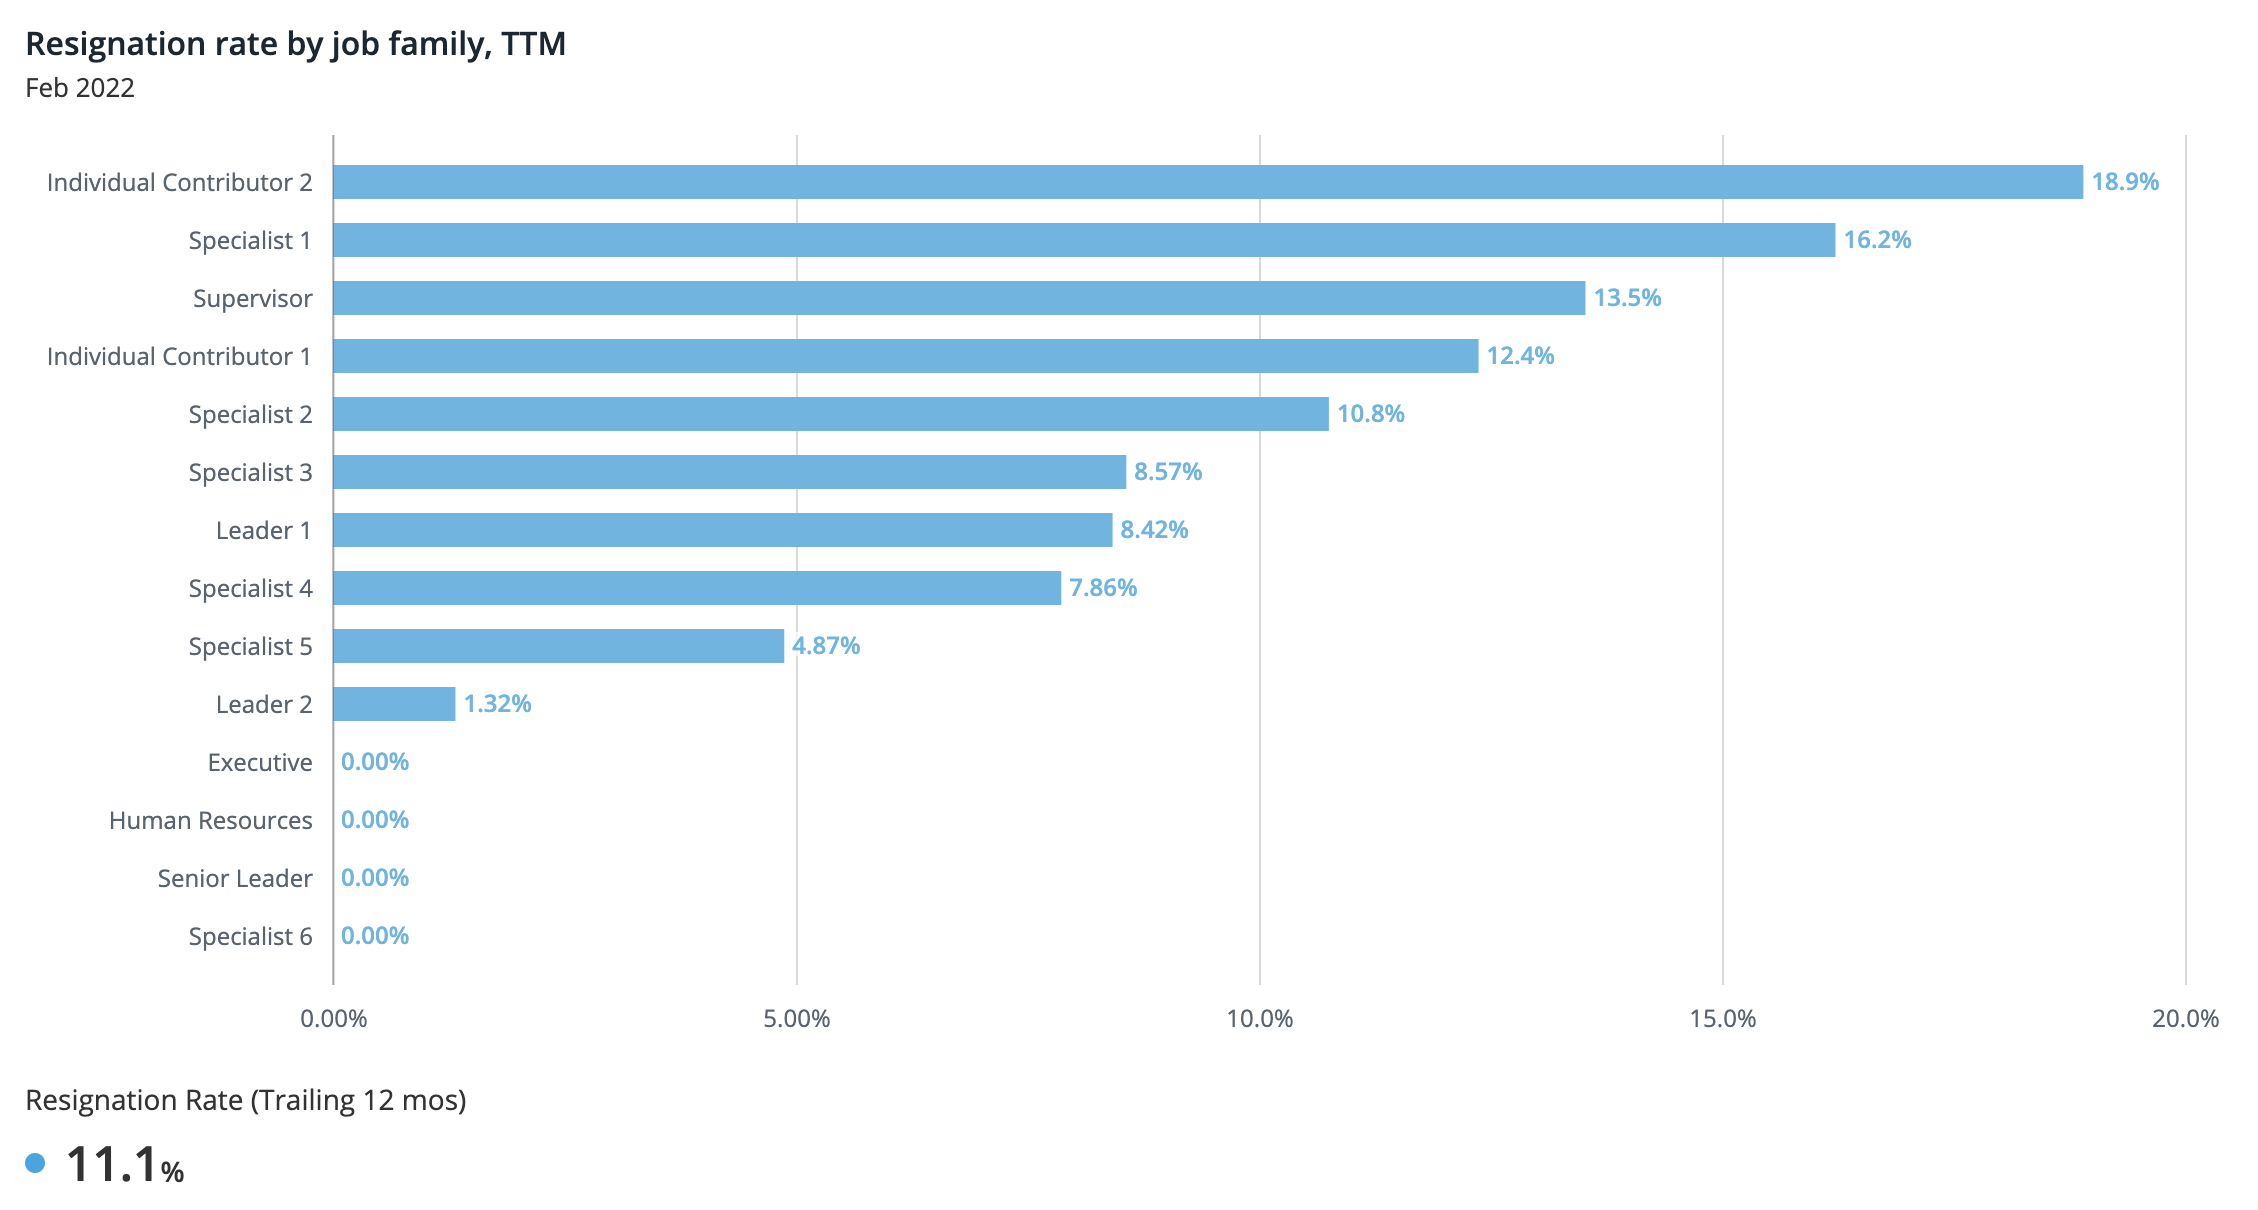 Resignation rate by job family, TTM
Feb 2022
Individual Contributor 2 18.9%
Specialist 1 16.2%
Supervisor 13.5%
Individual Contributor 1 12.4%
Specialist 2 10.8%
Specialist 3 8.57%
Leader 1 8.42%
Specialist 4 7.86%
Specialist 5 4.87%
Leader 2 1.32%
Executive 0.00%
Human Resources 0.00%
Senior Leader 0.00%
Specialist 6 0.00%
0.00% 5.00% 10.0% 15.0% 20.0%
Resignation Rate (Trailing 12 mos)
11.1%